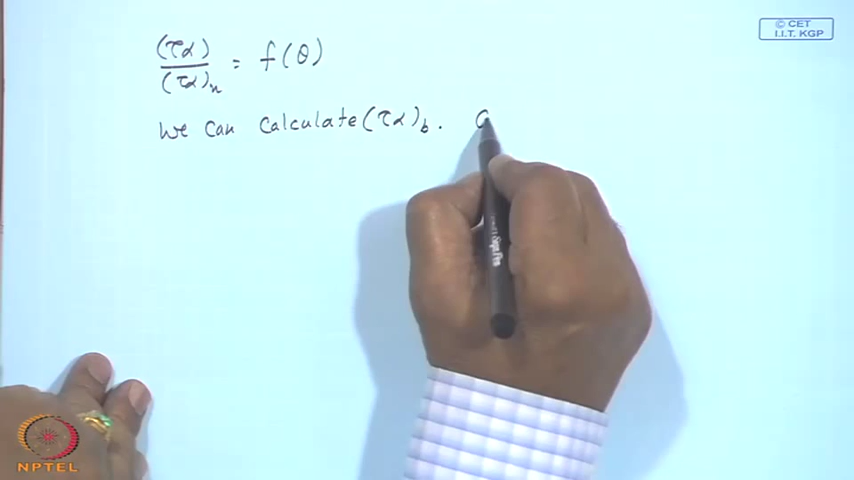 © CET
I.I.T. KGP
(τα)/(τα)n = f(θ)
We can calculate (τα)b.
NPTEL